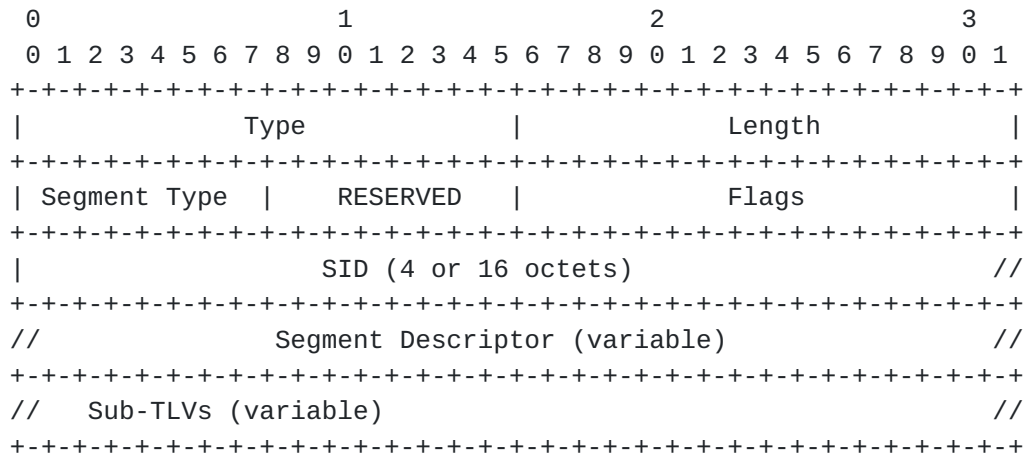 0                   1                   2                   3
 0 1 2 3 4 5 6 7 8 9 0 1 2 3 4 5 6 7 8 9 0 1 2 3 4 5 6 7 8 9 0 1
+-+-+-+-+-+-+-+-+-+-+-+-+-+-+-+-+-+-+-+-+-+-+-+-+-+-+-+-+-+-+-+-+
|              Type             |             Length            |
+-+-+-+-+-+-+-+-+-+-+-+-+-+-+-+-+-+-+-+-+-+-+-+-+-+-+-+-+-+-+-+-+
| Segment Type  |    RESERVED   |             Flags             |
+-+-+-+-+-+-+-+-+-+-+-+-+-+-+-+-+-+-+-+-+-+-+-+-+-+-+-+-+-+-+-+-+
|                   SID (4 or 16 octets)                       //
+-+-+-+-+-+-+-+-+-+-+-+-+-+-+-+-+-+-+-+-+-+-+-+-+-+-+-+-+-+-+-+-+
//               Segment Descriptor (variable)                 //
+-+-+-+-+-+-+-+-+-+-+-+-+-+-+-+-+-+-+-+-+-+-+-+-+-+-+-+-+-+-+-+-+
//   Sub-TLVs (variable)                                       //
+-+-+-+-+-+-+-+-+-+-+-+-+-+-+-+-+-+-+-+-+-+-+-+-+-+-+-+-+-+-+-+-+